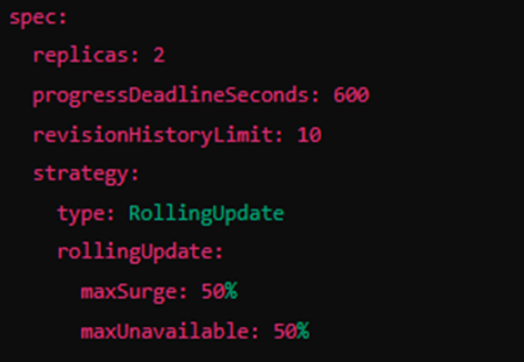 spec:
replicas: 2
progressDeadlineSeconds: 600
revisionHistoryLimit: 10
strategy:
type: RollingUpdate
rollingUpdate:
maxSurge: 50%
maxUnavailable: 50%